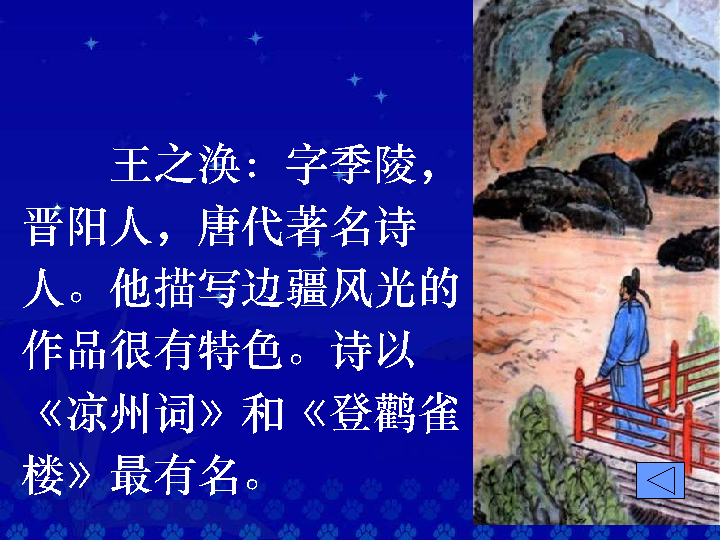 王之涣：字季陵，
晋阳人，唐代著名诗
人。他描写边疆风光的
作品很有特色。诗以
《凉州词》和《登鹳雀
楼》最有名。